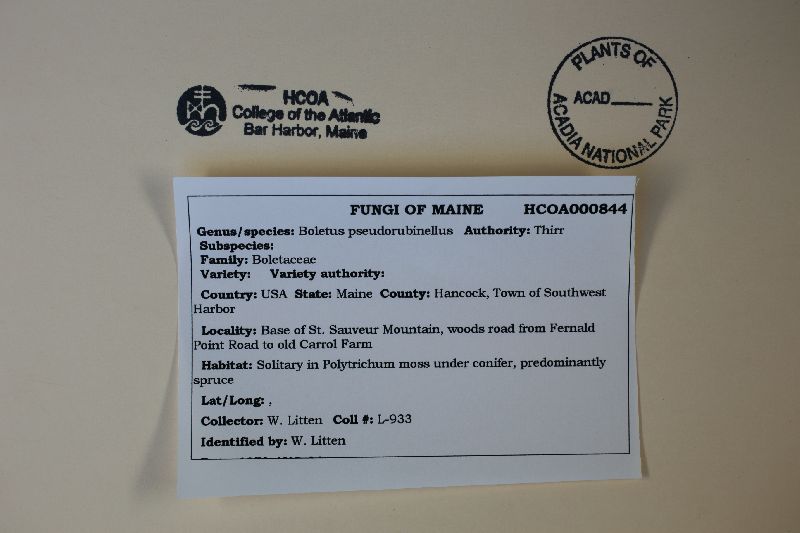 HCOA
College of the Atlantic
Bar Harbor, Maine
PLANTS OF
ACAD____
ACADIA NATIONAL PARK
FUNGI OF MAINE HCOA000844
Genus/species: Boletus pseudorubinellus Authority: Thirr
Subspecies:
Family: Boletaceae
Variety: Variety authority:
Country: USA State: Maine County: Hancock, Town of Southwest
Harbor
Locality: Base of St. Sauveur Mountain, woods road from Fernald
Point Road to old Carrol Farm
Habitat: Solitary in Polytrichum moss under conifer, predominantly
spruce
Lat/Long: ,
Collector: W. Litten Coll #: L-933
Identified by: W. Litten